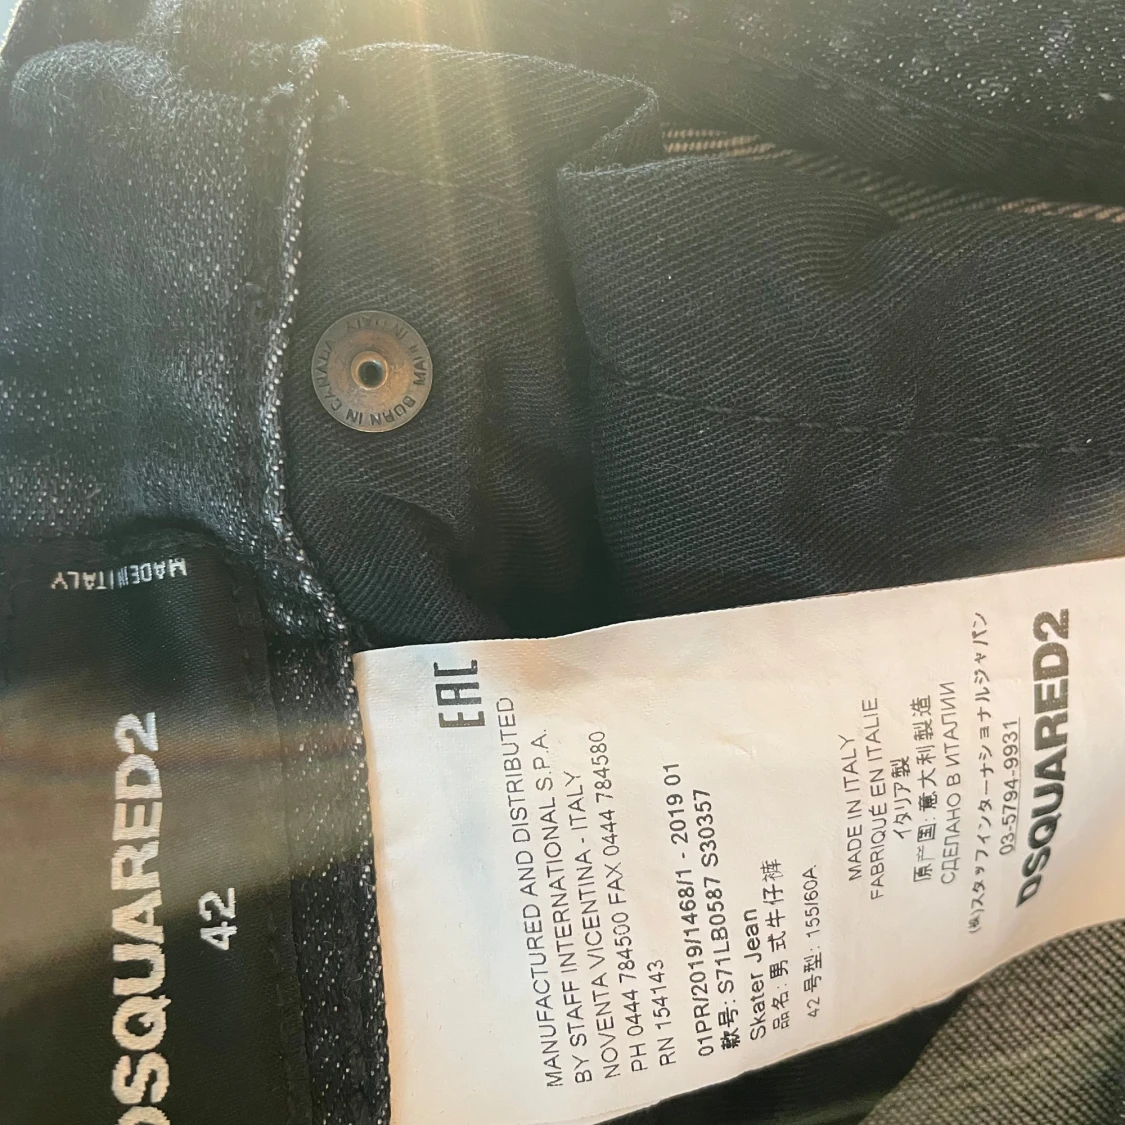 MADE IN ITALY
DSQUARED2
42
BORN IN CANADA MADE IN ITALY
EAC
MANUFACTURED AND DISTRIBUTED
BY STAFF INTERNATIONAL S.P.A.
NOVENTA VICENTINA - ITALY
PH 0444 784500 FAX 0444 784580
RN 154143
01PR/2019/1468/1 - 2019 01
款号: S71LB0587 S30357
Skater Jean
品名: 男式牛仔裤
42 号型: 155/60A
MADE IN ITALY
FABRIQUÉ EN ITALIE
イタリア製
原产国: 意大利製造
СДЕЛАНО В ИТАЛИИ
(株)スタッフインターナショナルジャパン
03-5794-9931
DSQUARED2